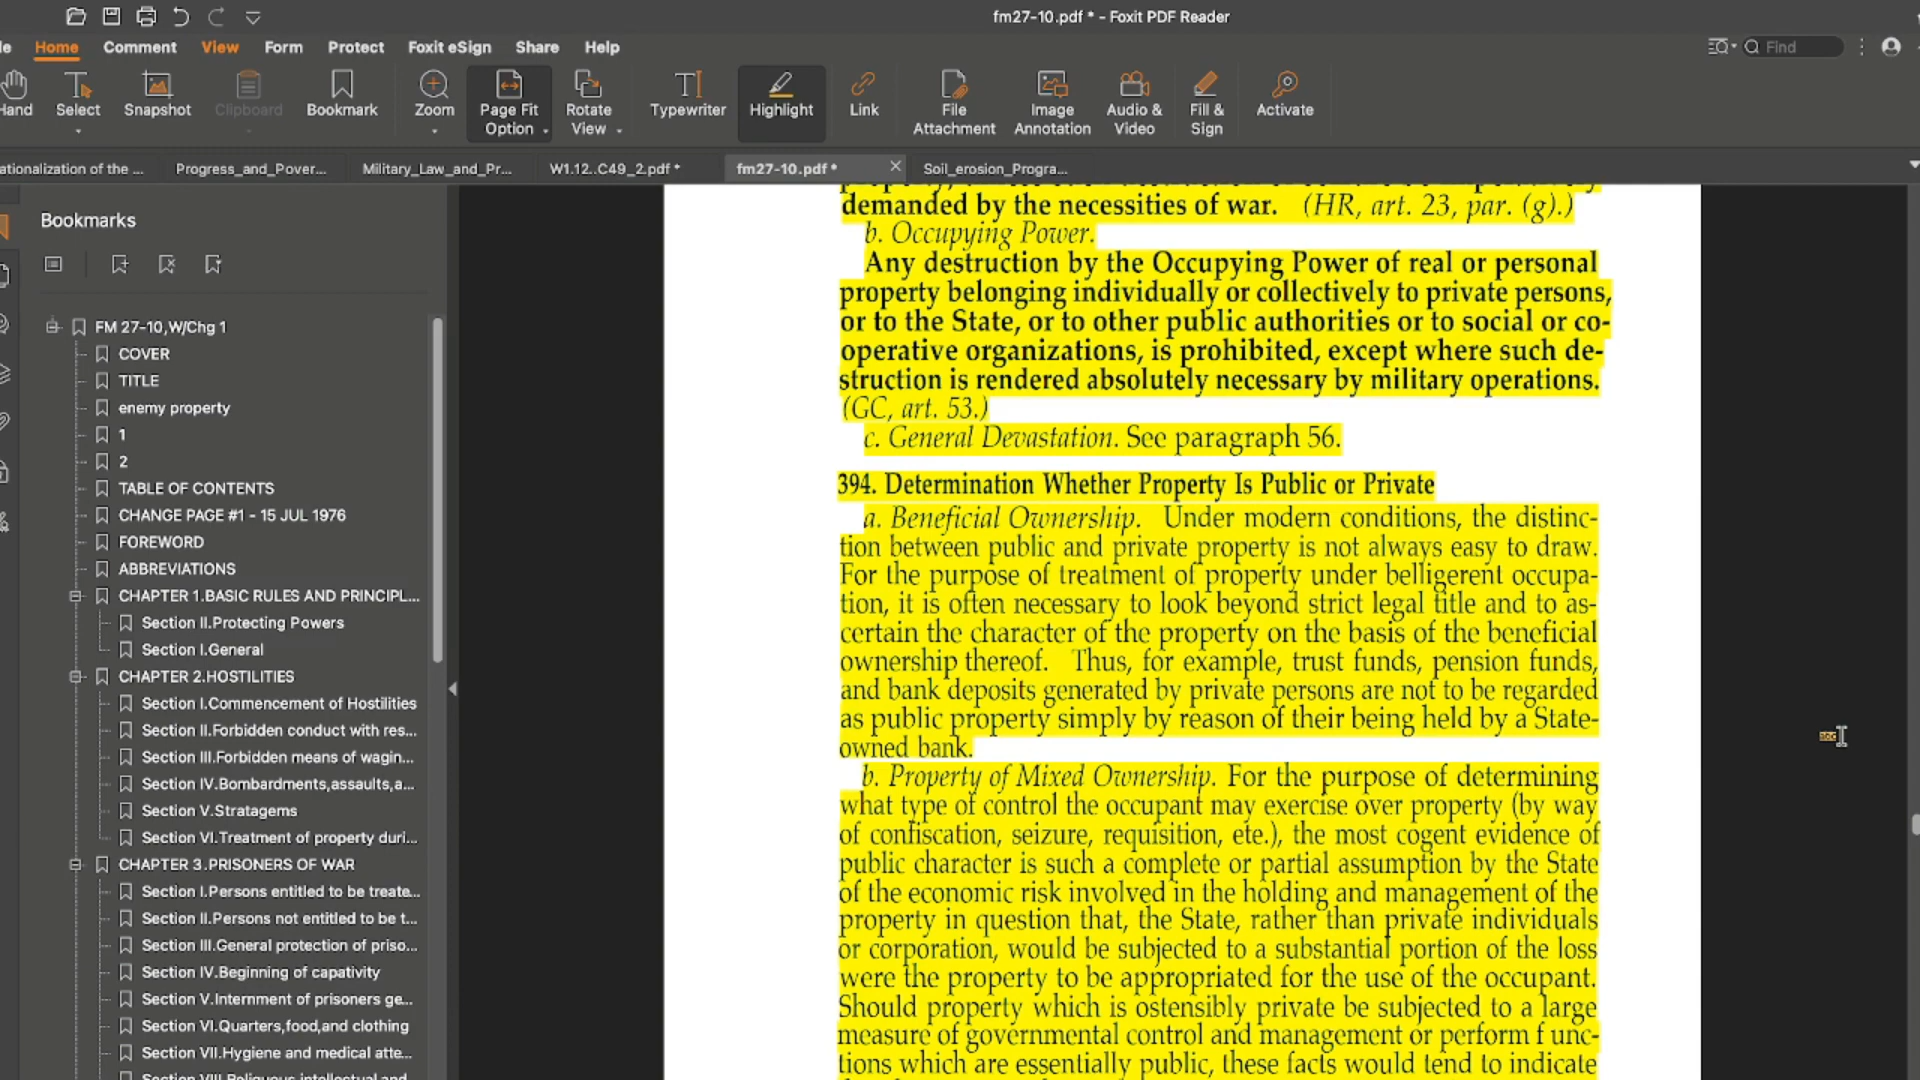 fm27-10.pdf * - Foxit PDF Reader
Home Comment View Form Protect Foxit eSign Share Help
Find
Hand Select Snapshot Clipboard Bookmark Zoom Page Fit Option Rotate View Typewriter Highlight Link File Attachment Image Annotation Audio & Video Fill & Sign Activate
ationalization of the ... Progress_and_Pover... Military_Law_and_Pr... W1.12..C49_2.pdf * fm27-10.pdf * Soil_erosion_Progra...
Bookmarks
FM 27-10,W/Chg 1
COVER
TITLE
enemy property
1
2
TABLE OF CONTENTS
CHANGE PAGE #1 - 15 JUL 1976
FOREWORD
ABBREVIATIONS
CHAPTER 1.BASIC RULES AND PRINCIPL...
Section II.Protecting Powers
Section I.General
CHAPTER 2.HOSTILITIES
Section I.Commencement of Hostilities
Section II.Forbidden conduct with res...
Section III.Forbidden means of wagin...
Section IV.Bombardments,assaults,a...
Section V.Stratagems
Section VI.Treatment of property duri...
CHAPTER 3.PRISONERS OF WAR
Section I.Persons entitled to be treate...
Section II.Persons not entitled to be t...
Section III.General protection of priso...
Section IV.Beginning of capativity
Section V.Internment of prisoners ge...
Section VI.Quarters,food,and clothing
Section VII.Hygiene and medical atte...
demanded by the necessities of war. (HR, art. 23, par. (g).)
b. Occupying Power.
Any destruction by the Occupying Power of real or personal
property belonging individually or collectively to private persons,
or to the State, or to other public authorities or to social or co-
operative organizations, is prohibited, except where such de-
struction is rendered absolutely necessary by military operations.
(GC, art. 53.)
c. General Devastation. See paragraph 56.
394. Determination Whether Property Is Public or Private
a. Beneficial Ownership. Under modern conditions, the distinc-
tion between public and private property is not always easy to draw.
For the purpose of treatment of property under belligerent occupa-
tion, it is often necessary to look beyond strict legal title and to as-
certain the character of the property on the basis of the beneficial
ownership thereof. Thus, for example, trust funds, pension funds,
and bank deposits generated by private persons are not to be regarded
as public property simply by reason of their being held by a State-
owned bank.
b. Property of Mixed Ownership. For the purpose of determining
what type of control the occupant may exercise over property (by way
of confiscation, seizure, requisition, ete.), the most cogent evidence of
public character is such a complete or partial assumption by the State
of the economic risk involved in the holding and management of the
property in question that, the State, rather than private individuals
or corporation, would be subjected to a substantial portion of the loss
were the property to be appropriated for the use of the occupant.
Should property which is ostensibly private be subjected to a large
measure of governmental control and management or perform f unc-
tions which are essentially public, these facts would tend to indicate